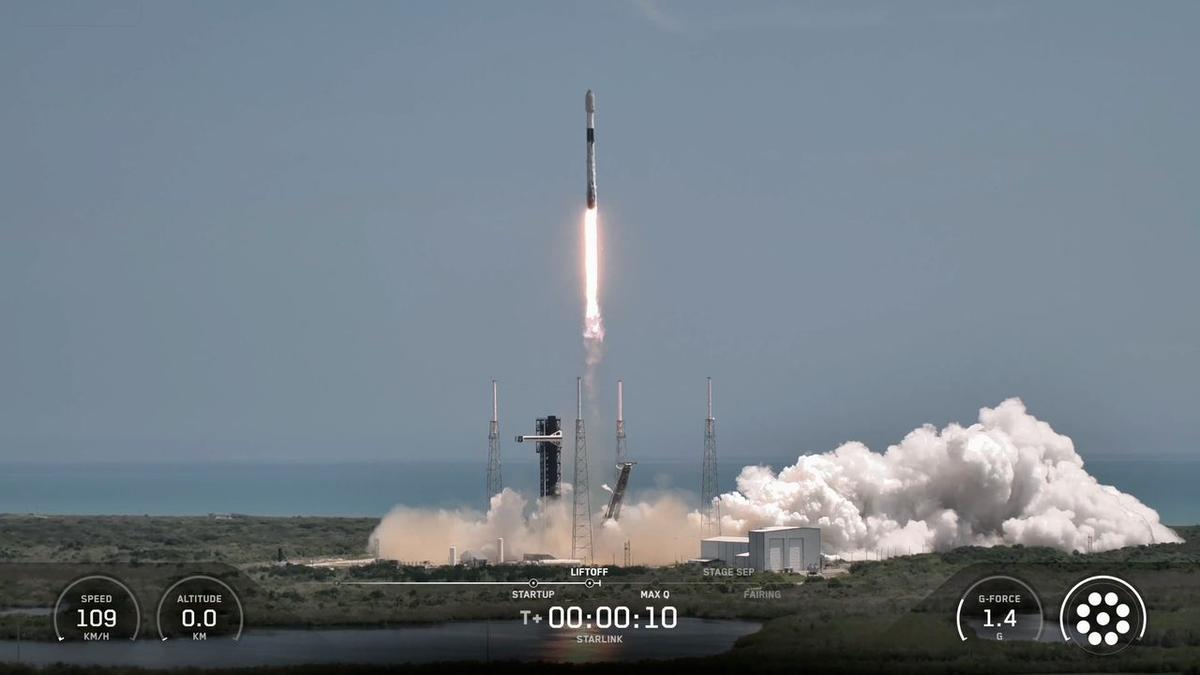 LIFTOFF
STAGE SEP
STARTUP
MAX Q
FAIRING
SPEED
109
KM/H
ALTITUDE
0.0
KM
T+ 00:00:10
STARLINK
G-FORCE
1.4
G